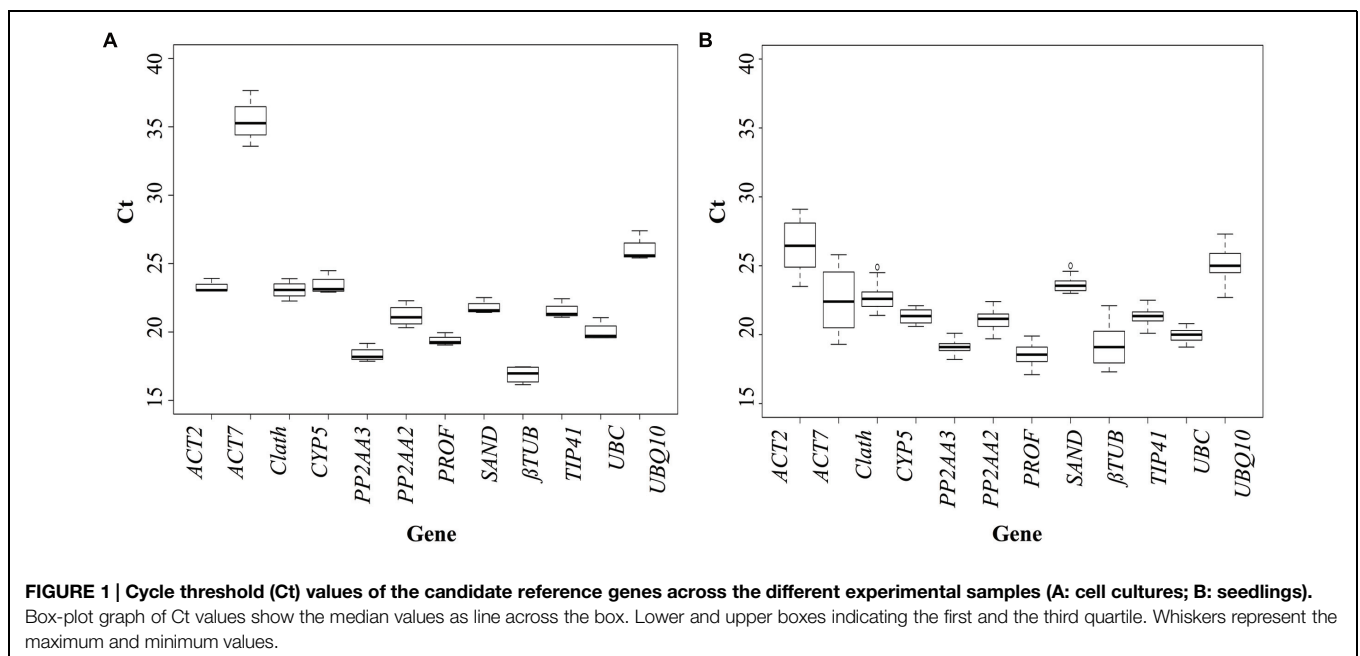 A
40
35
30
25
20
15
Ct
ACT2
ACT7
Clath
CYP5
PP2AA3
PP2AA2
PROF
SAND
βTUB
TIP41
UBC
UBQ10
Gene
B
40
35
30
25
20
15
Ct
ACT2
ACT7
Clath
CYP5
PP2AA3
PP2AA2
PROF
SAND
βTUB
TIP41
UBC
UBQ10
Gene
FIGURE 1 | Cycle threshold (Ct) values of the candidate reference genes across the different experimental samples (A: cell cultures; B: seedlings).
Box-plot graph of Ct values show the median values as line across the box. Lower and upper boxes indicating the first and the third quartile. Whiskers represent the
maximum and minimum values.